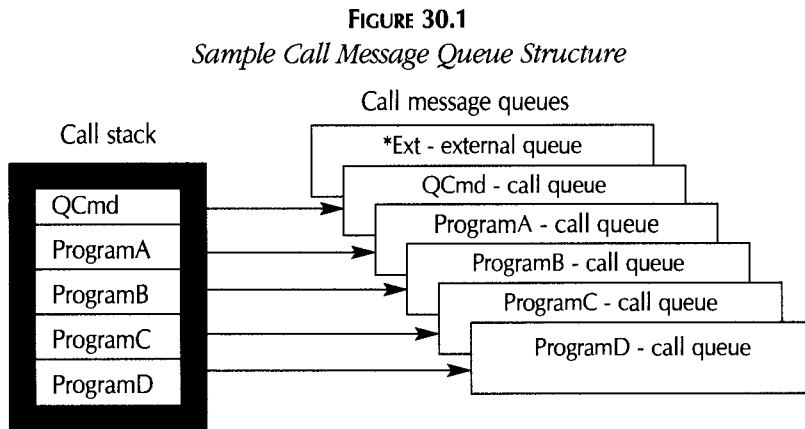 FIGURE 30.1
Sample Call Message Queue Structure
Call message queues
Call stack
*Ext - external queue
QCmd - call queue
ProgramA - call queue
ProgramB - call queue
ProgramC - call queue
ProgramD - call queue
QCmd
ProgramA
ProgramB
ProgramC
ProgramD